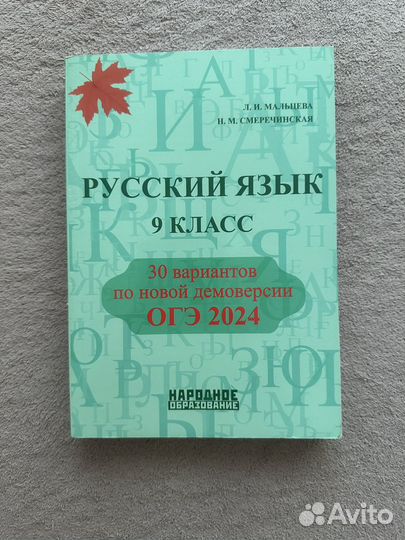 Л. И. МАЛЬЦЕВА
Н. М. СМЕРЕЧИНСКАЯ
РУССКИЙ ЯЗЫК
9 КЛАСС
30 вариантов
по новой демоверсии
ОГЭ 2024
НАРОДНОЕ
ОБРАЗОВАНИЕ
Avito